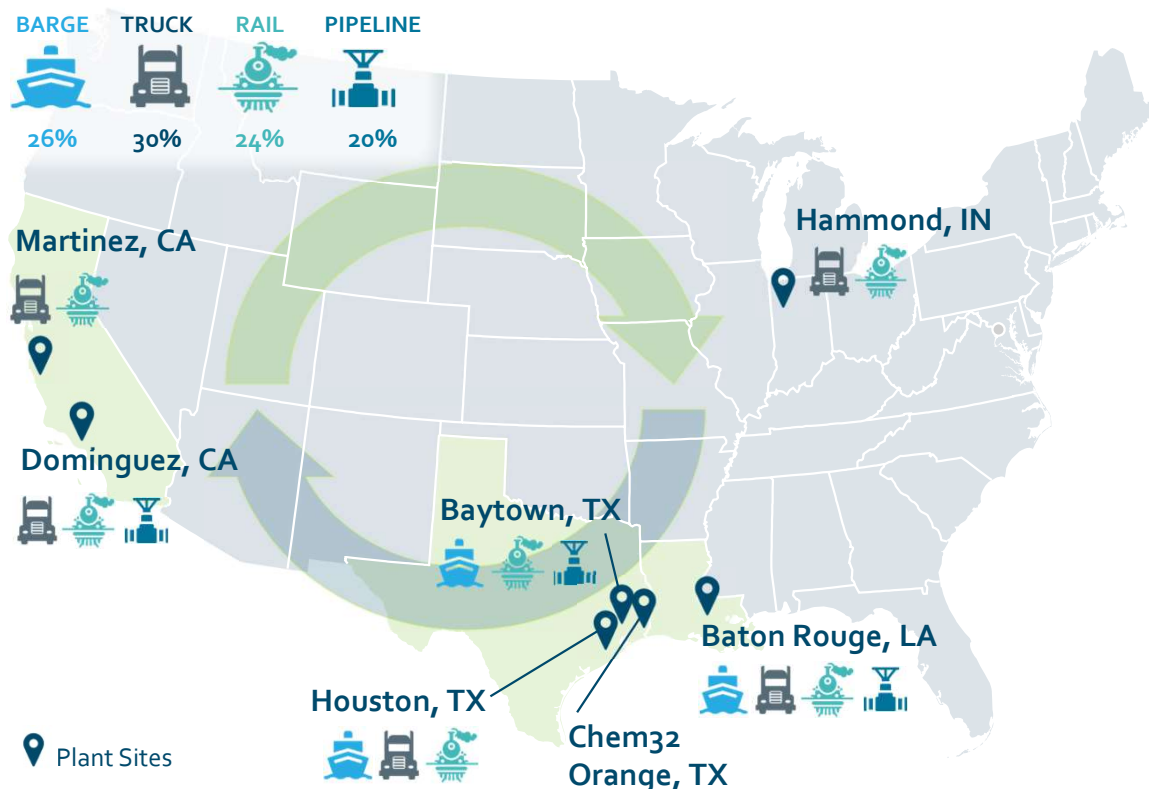 BARGE TRUCK RAIL PIPELINE
26% 30% 24% 20%
Martinez, CA
Hammond, IN
Dominguez, CA
Baytown, TX
Baton Rouge, LA
Houston, TX
Chem32
Orange, TX
Plant Sites